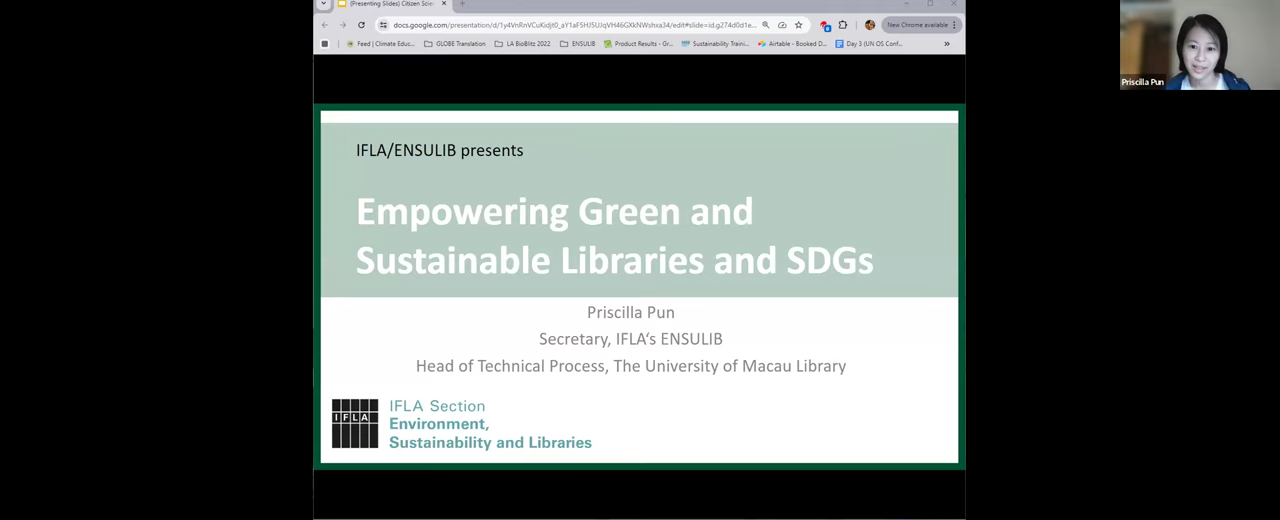 (Presenting Slides) Citizen Scien
docs.google.com/presentation/d/1y4VnRnVCuKidjt0_aY1aF5HJ5UJqVH46GXkNWshxa34/edit#slide=id.g274d0d1e...
New Chrome available
Feed | Climate Educ...
GLOBE Translation
LA BioBlitz 2022
ENSULIB
Product Results - Gr...
Sustainability Traini...
Airtable - Booked D...
Day 3 (UN OS Conf...
»
Priscilla Pun
IFLA/ENSULIB presents
Empowering Green and
Sustainable Libraries and SDGs
Priscilla Pun
Secretary, IFLA‘s ENSULIB
Head of Technical Process, The University of Macau Library
IFLA
IFLA Section
Environment,
Sustainability and Libraries